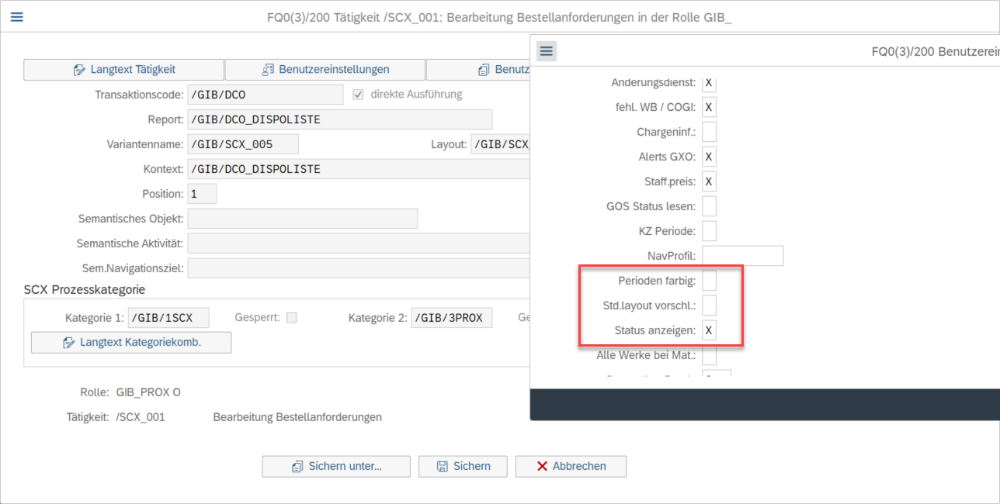 FQ0(3)/200 Tätigkeit /SCX_001: Bearbeitung Bestellanforderungen in der Rolle GIB_
Langtext Tätigkeit
Benutzereinstellungen
Benutz
Transaktionscode: /GIB/DCO direkte Ausführung
Report: /GIB/DCO_DISPOLISTE
Variantenname: /GIB/SCX_005 Layout: /GIB/SCX_
Kontext: /GIB/DCO_DISPOLISTE
Position: 1
Semantisches Objekt:
Semantische Aktivität:
Sem.Navigationsziel:
SCX Prozesskategorie
Kategorie 1: /GIB/1SCX Gesperrt: Kategorie 2: /GIB/3PROX Ge
Langtext Kategoriekomb.
Rolle: GIB_PROX O
Tätigkeit: /SCX_001 Bearbeitung Bestellanforderungen
Sichern unter...
Sichern
Abbrechen
FQ0(3)/200 Benutzerein
Änderungsdienst: X
fehl. WB / COGI: X
Chargeninf.:
Alerts GXO: X
Staff.preis: X
GOS Status lesen:
KZ Periode:
NavProfil:
Perioden farbig:
Std.layout vorschl.:
Status anzeigen: X
Alle Werke bei Mat.: